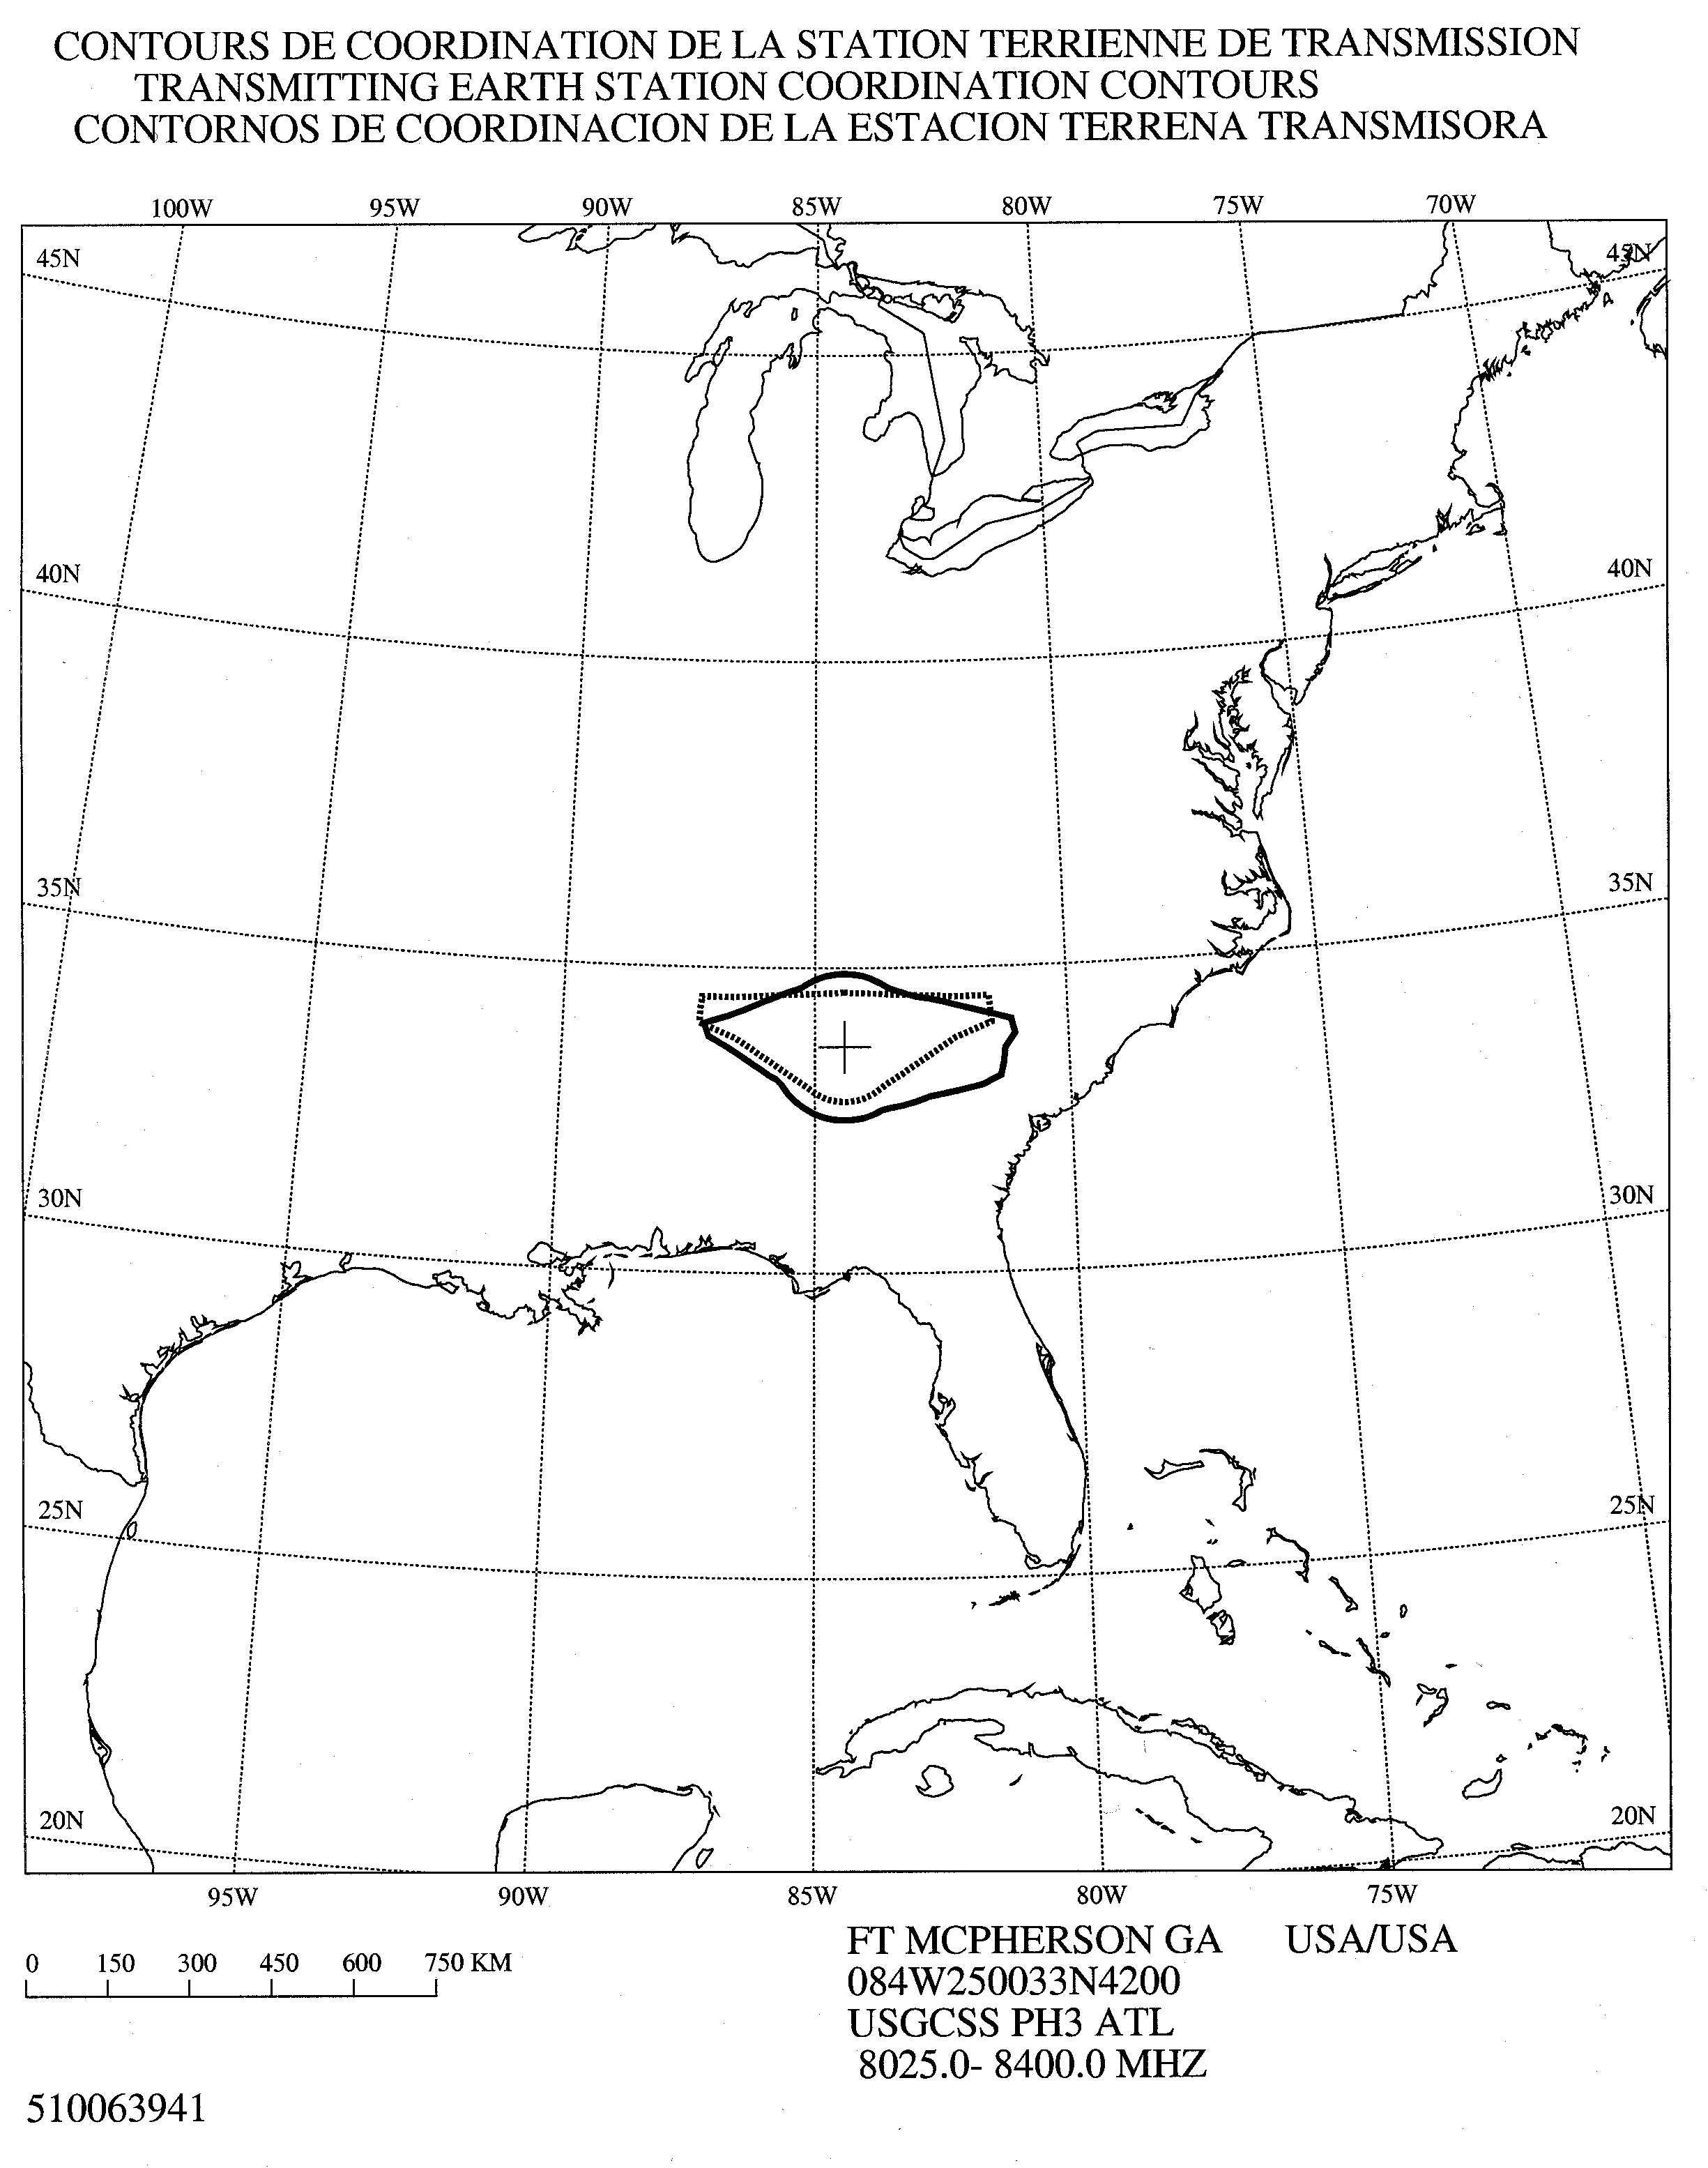 CONTOURS DE COORDINATION DE LA STATION TERRIENNE DE TRANSMISSION
TRANSMITTING EARTH STATION COORDINATION CONTOURS
CONTORNOS DE COORDINACION DE LA ESTACION TERRENA TRANSMISORA
100W 95W 90W 85W 80W 75W 70W
45N 45N
40N 40N
35N 35N
30N 30N
25N 25N
20N 20N
95W 90W 85W 80W 75W
0 150 300 450 600 750 KM
FT MCPHERSON GA USA/USA
084W250033N4200
USGCSS PH3 ATL
8025.0- 8400.0 MHZ
510063941